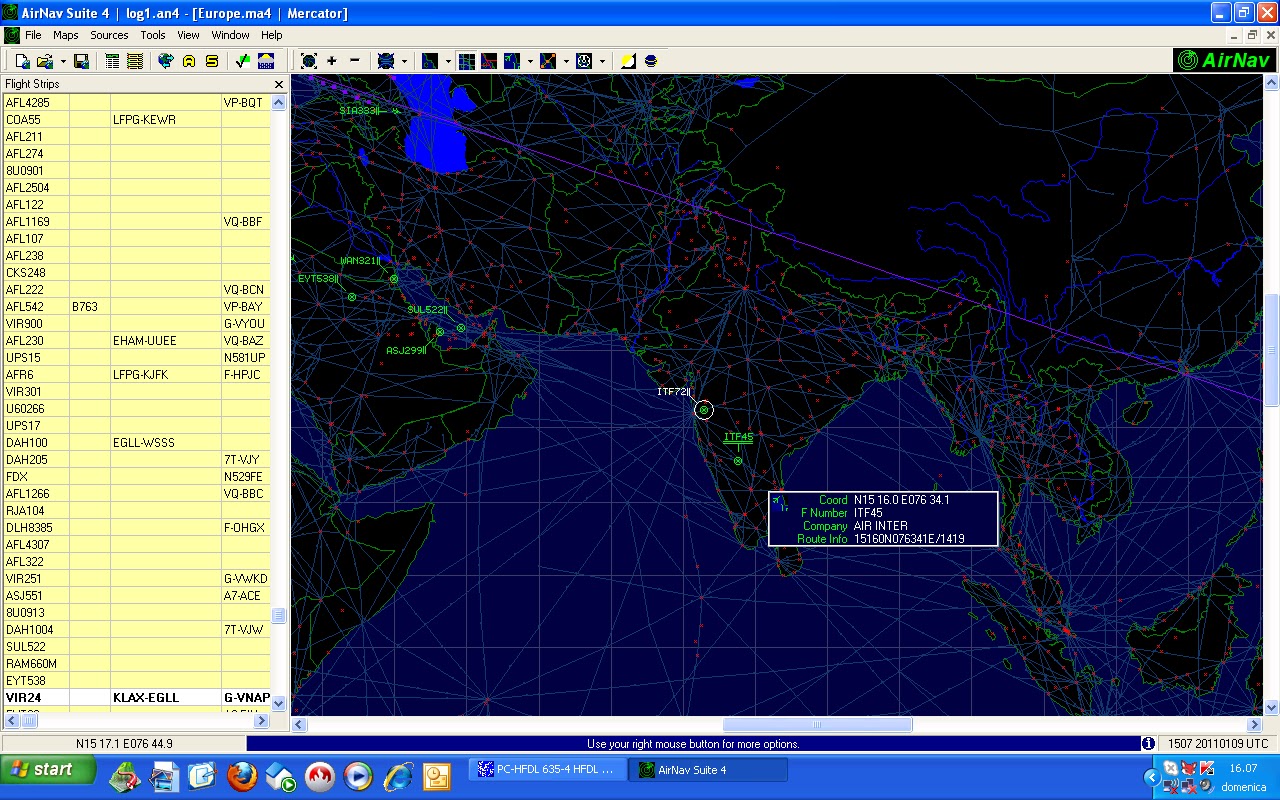 AirNav Suite 4 | log1.an4 - [Europe.ma4 | Mercator]
File Maps Sources Tools View Window Help
AirNav
Flight Strips
AFL4285 VP-BQT
COA55 LFPG-KEWR
AFL211
AFL274
8U0901
AFL2504
AFL122
AFL1169 VQ-BBF
AFL107
AFL238
CKS248
AFL222 VQ-BCN
AFL542 B763 VP-BAY
VIR900 G-VYOU
AFL230 EHAM-UUEE VQ-BAZ
UPS15 N581UP
AFR6 LFPG-KJFK F-HPJC
VIR301
U60266
UPS17
DAH100 EGLL-WSSS
DAH205 7T-VJY
FDX N529FE
AFL1266 VQ-BBC
RJA104
DLH8385 F-OHGX
AFL4307
AFL322
VIR251 G-VWKD
ASJ551 A7-ACE
8U0913
DAH1004 7T-VJW
SUL522
RAM660M
EYT538
VIR24 KLAX-EGLL G-VNAP
SIA333||
WAN321||
EYT538||
SUL522||
ASJ299||
ITF72||
ITF45
Coord N15 16.0 E076 34.1
F Number ITF45
Company AIR INTER
Route Info 15160N076341E/1419
N15 17.1 E076 44.9
Use your right mouse button for more options.
1507 20110109 UTC
start
PC-HFDL 635-4 HFDL ...
AirNav Suite 4
16.07
domenica